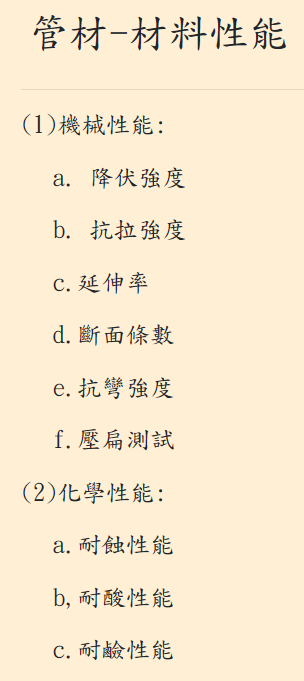 管材-材料性能
(1)機械性能:
a. 降伏強度
b. 抗拉強度
c.延伸率
d.斷面條數
e.抗彎強度
f.壓扁測試
(2)化學性能:
a.耐蝕性能
b,耐酸性能
c.耐鹼性能